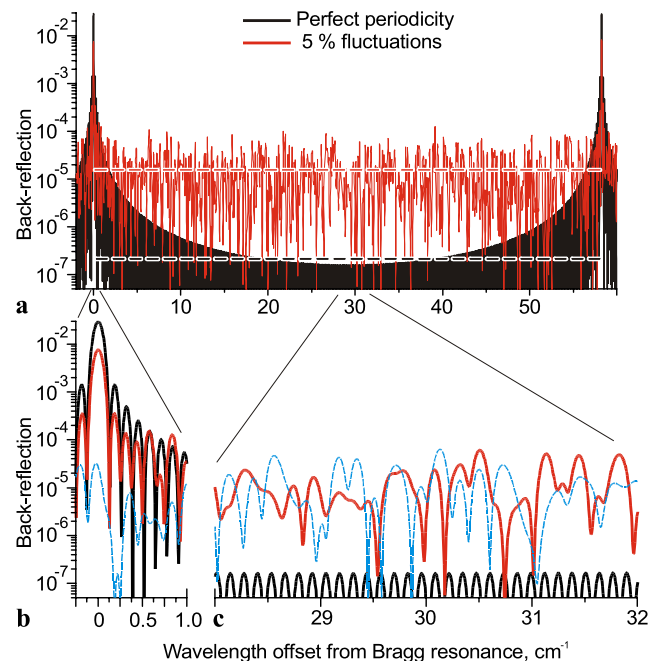 Perfect periodicity
5 % fluctuations
Back-reflection
10⁻²
10⁻³
10⁻⁴
10⁻⁵
10⁻⁶
10⁻⁷
a
0 10 20 30 40 50
Back-reflection
10⁻²
10⁻³
10⁻⁴
10⁻⁵
10⁻⁶
10⁻⁷
b
0 0.5 1.0
c
29 30 31 32
Wavelength offset from Bragg resonance, cm⁻¹